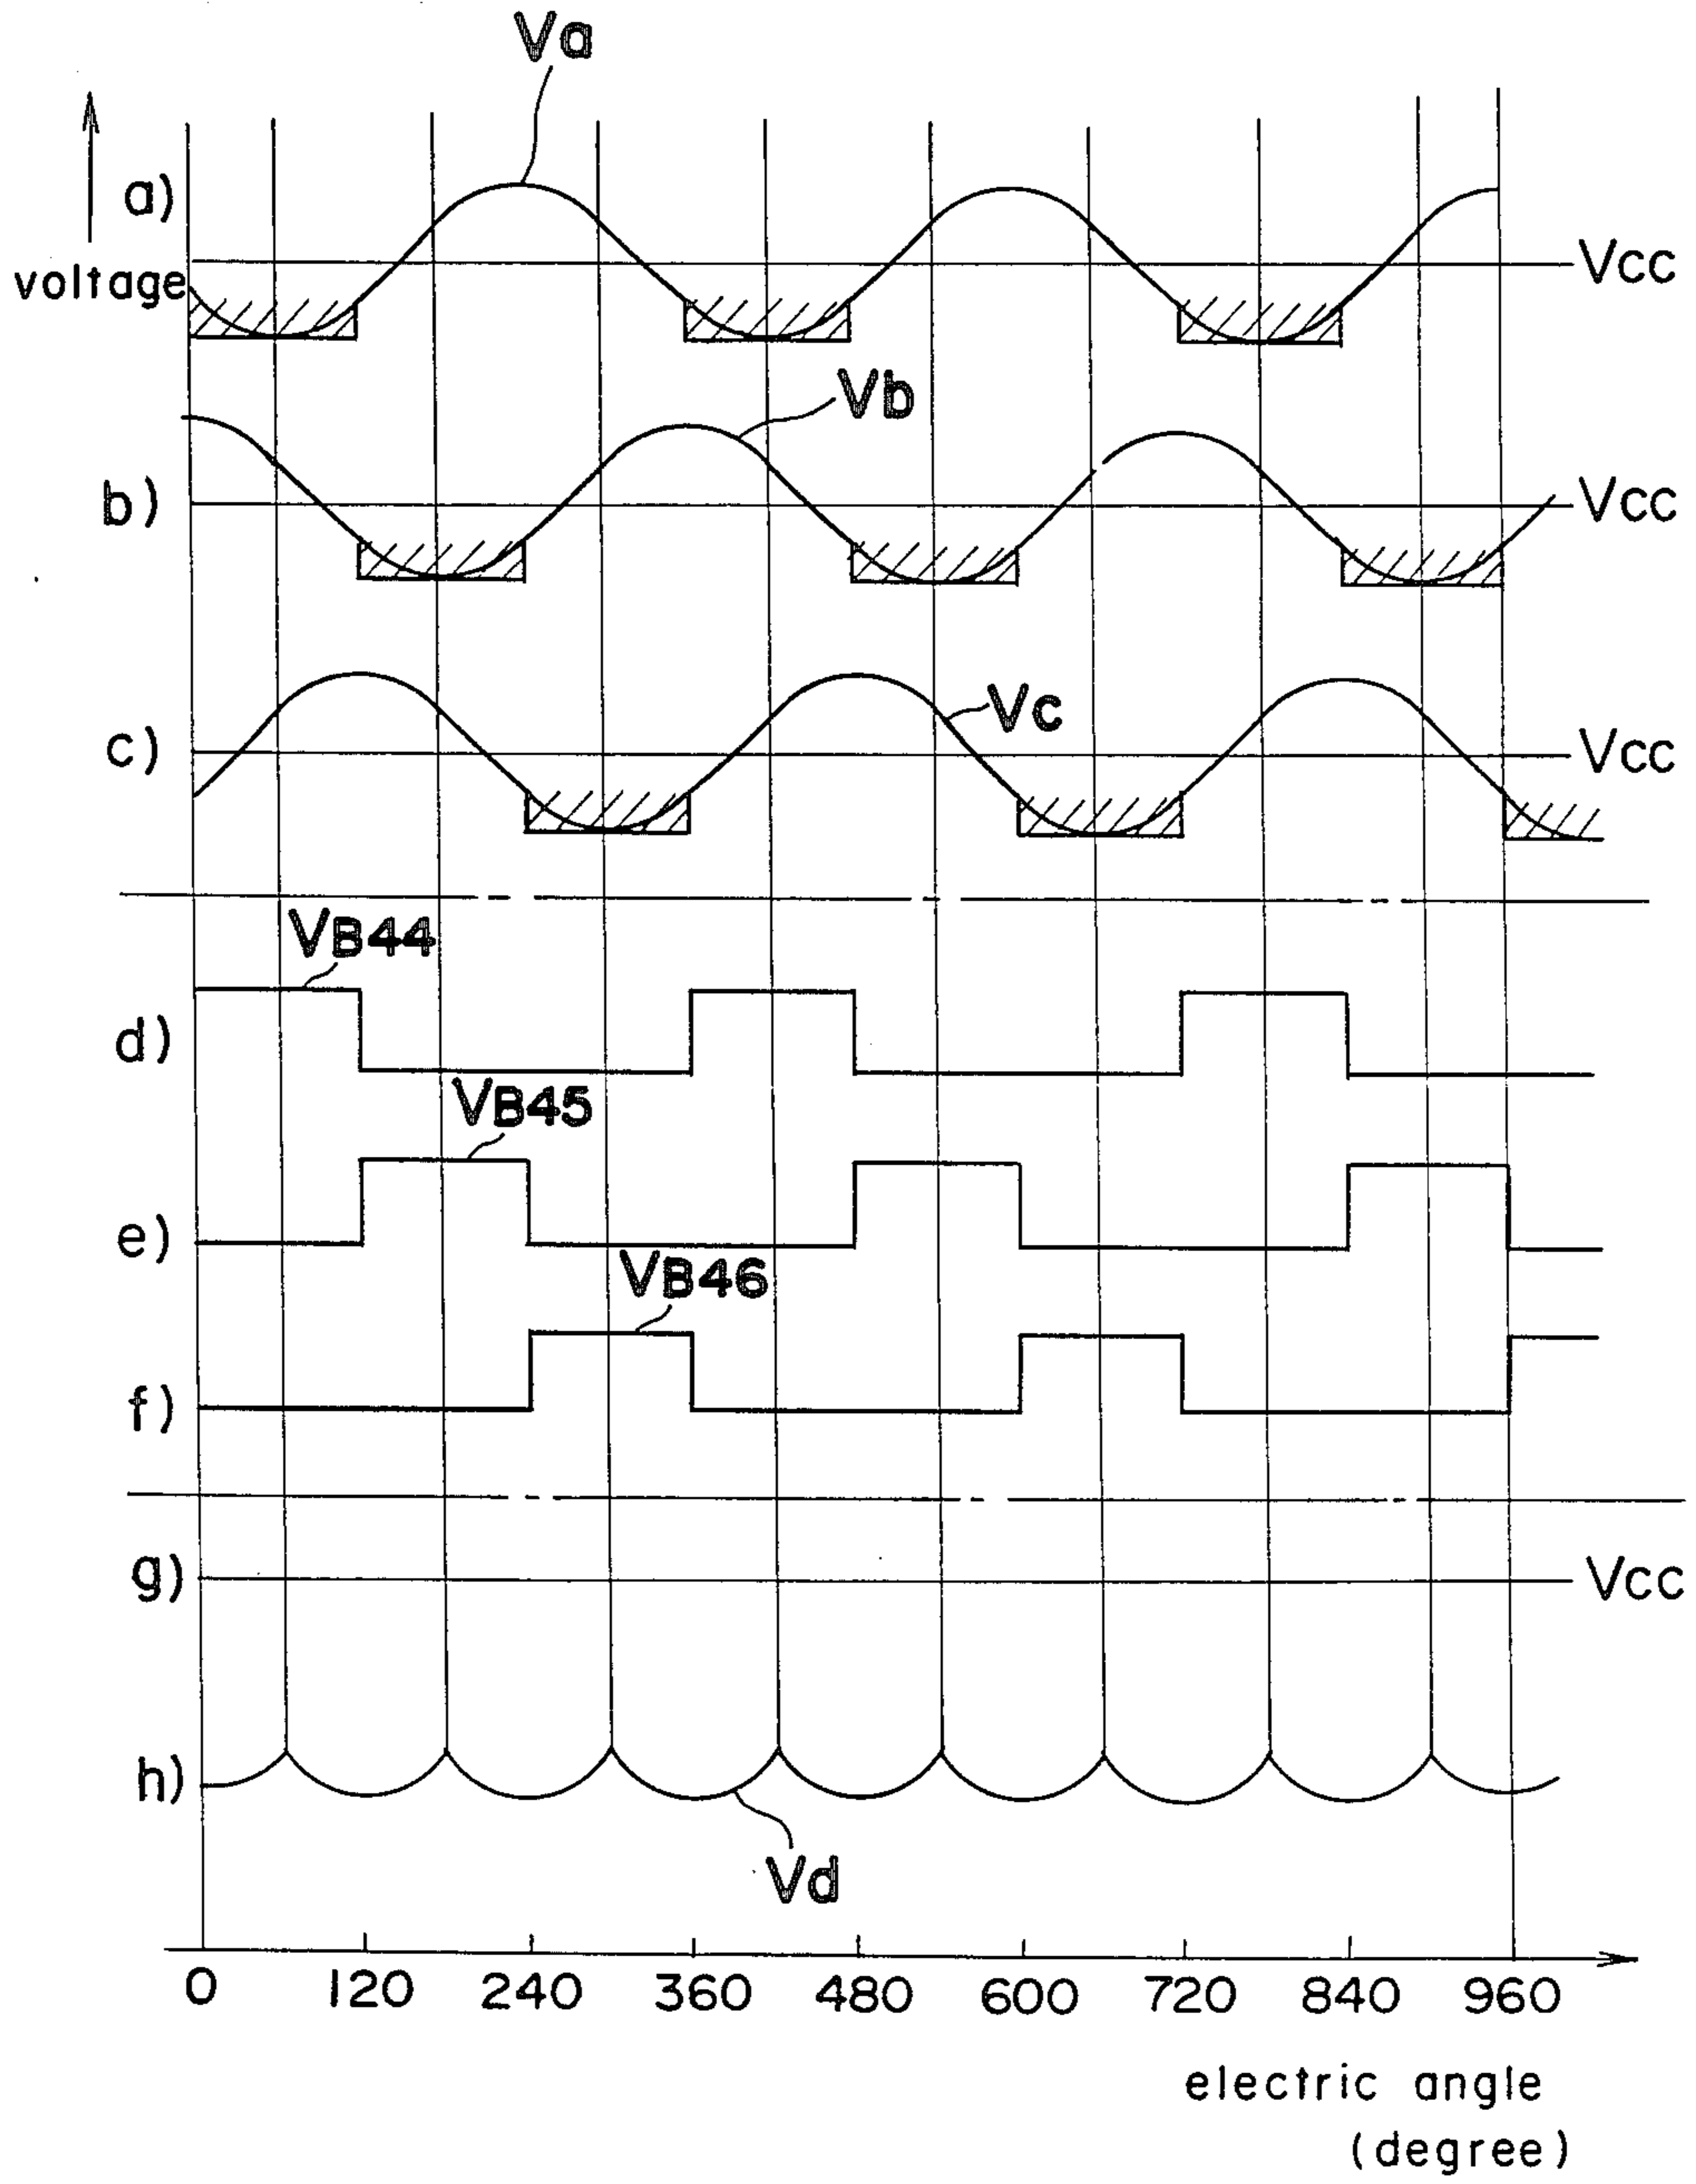 Va
a)
Vcc
voltage
Vb
b)
Vcc
Vc
c)
Vcc
VB44
d)
VB45
e)
VB46
f)
g)
Vcc
h)
Vd
0 120 240 360 480 600 720 840 960
electric angle
(degree)